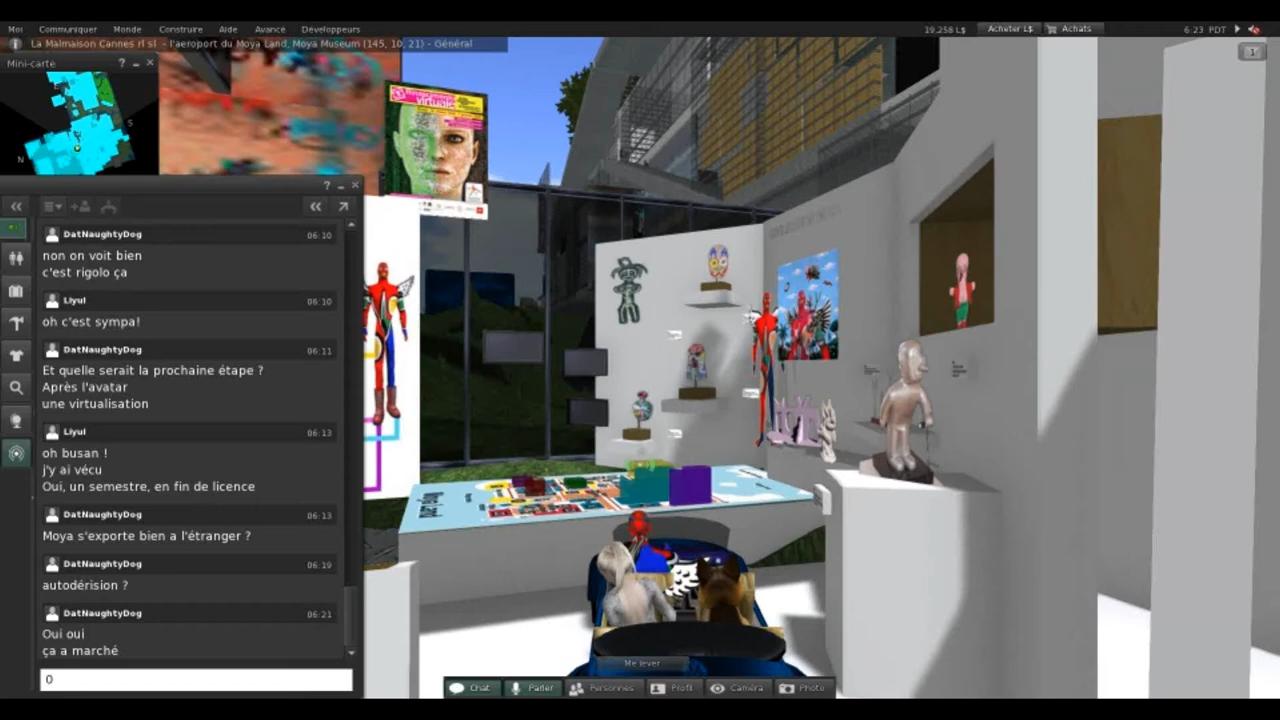 Moi Communiquer Monde Construire Aide Avancé Développeurs
19,258 L$ Acheter L$ Achats 6:23 PDT
La Malmaison Cannes rl sl - l'aeroport du Moya Land, Moya Museum (145, 10, 21) - Général
1
Mini-carte ? _ ×
S
N
virtuale
? _ ×
DatNaughtyDog 06:10
non on voit bien
c'est rigolo ça
Liyul 06:10
oh c'est sympa!
DatNaughtyDog 06:11
Et quelle serait la prochaine étape ?
Après l'avatar
une virtualisation
Liyul 06:13
oh busan !
j'y ai vécu
Oui, un semestre, en fin de licence
DatNaughtyDog 06:13
Moya s'exporte bien a l'étranger ?
DatNaughtyDog 06:19
autodérision ?
DatNaughtyDog 06:21
Oui oui
ça a marché
0
Moya Land
Me lever
Chat Parler Personnes Profil Caméra Photo